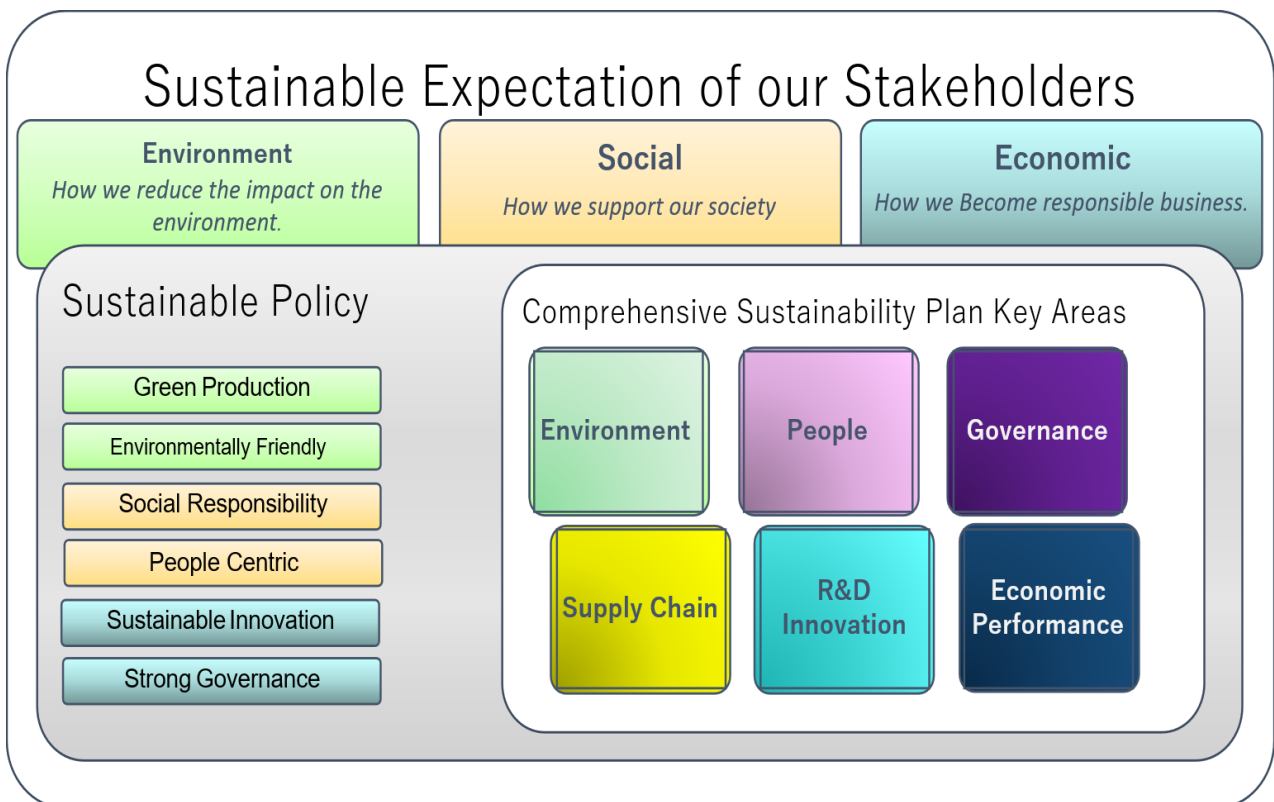 Sustainable Expectation of our Stakeholders
Environment
How we reduce the impact on the
environment.
Social
How we support our society
Economic
How we Become responsible business.
Sustainable Policy
Green Production
Environmentally Friendly
Social Responsibility
People Centric
Sustainable Innovation
Strong Governance
Comprehensive Sustainability Plan Key Areas
Environment
People
Governance
Supply Chain
R&D
Innovation
Economic
Performance